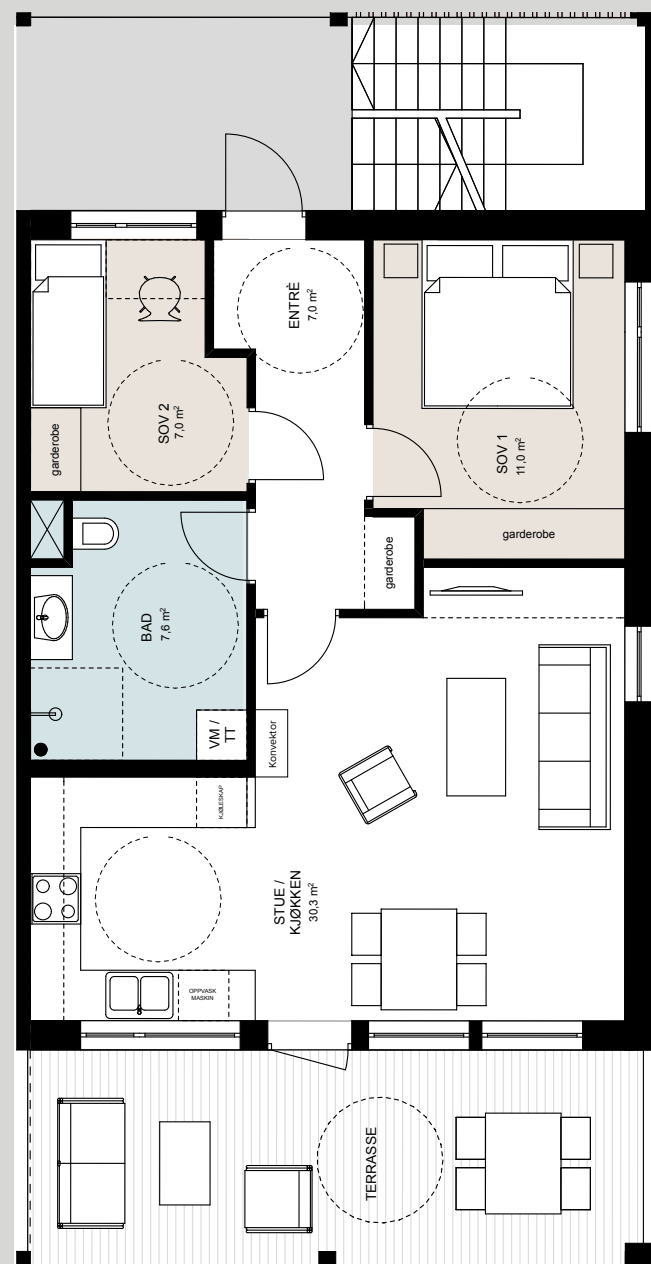 ENTRÈ
7,0 m²
SOV 2
7,0 m²
garderobe
SOV 1
11,0 m²
garderobe
garderobe
BAD
7,6 m²
VM /
TT
Konvektor
KJØLESKAP
STUE /
KJØKKEN
30,3 m²
OPPVASK
MASKIN
TERRASSE